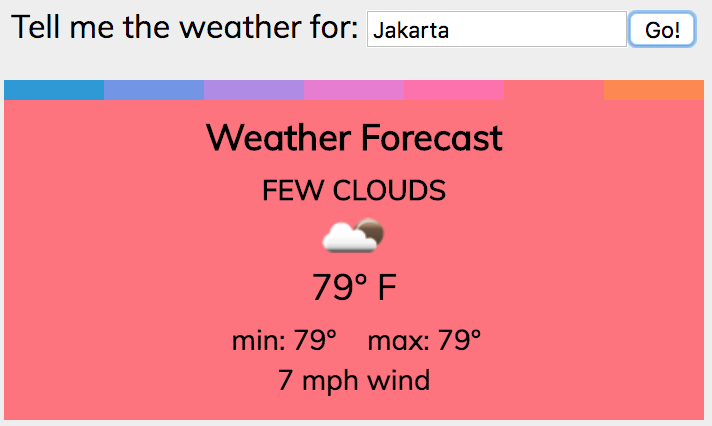 Tell me the weather for: Jakarta Go!
Weather Forecast
FEW CLOUDS
79° F
min: 79° max: 79°
7 mph wind